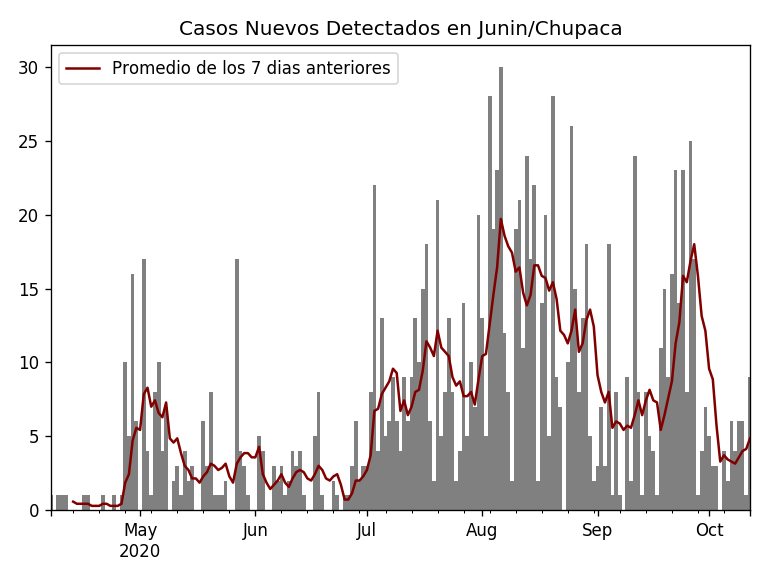 Casos Nuevos Detectados en Junin/Chupaca
Promedio de los 7 dias anteriores
30
25
20
15
10
5
0
May Jun Jul Aug Sep Oct
2020